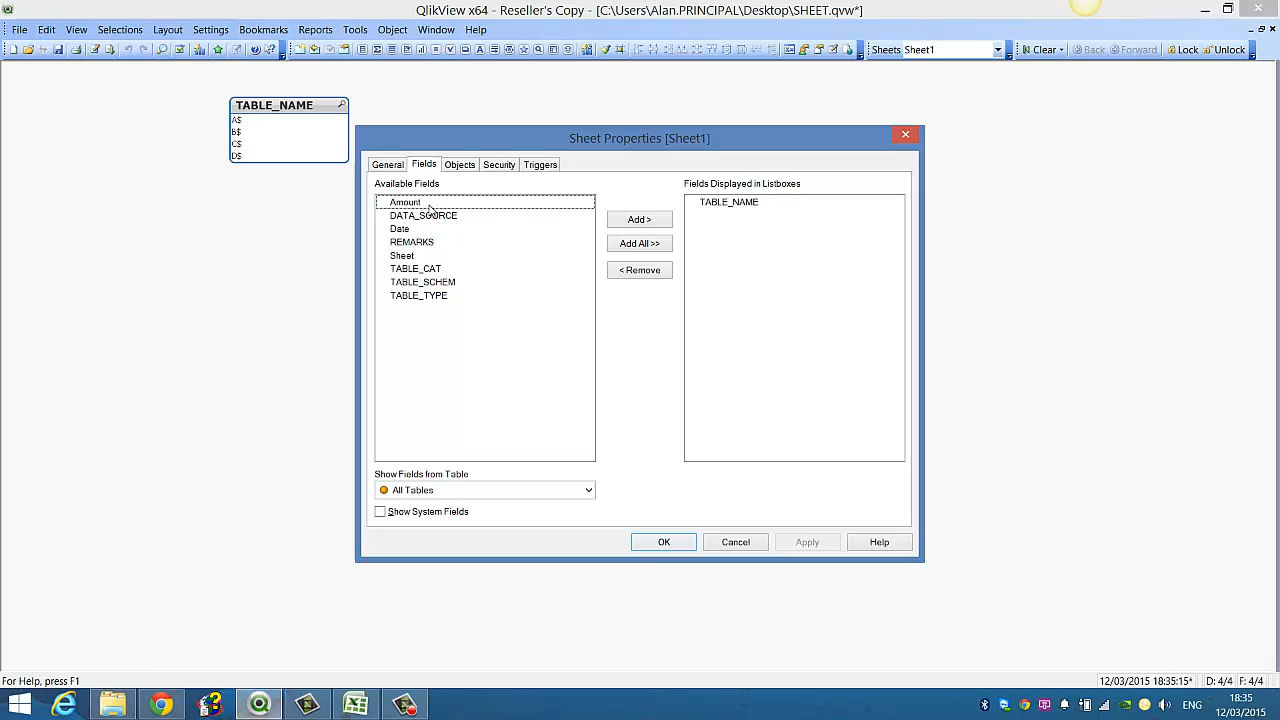 QlikView x64 - Reseller's Copy - [C:\Users\Alan.PRINCIPAL\Desktop\SHEET.qvw*]
File Edit View Selections Layout Settings Bookmarks Reports Tools Object Window Help
Sheets Sheet1 Clear Back Forward Lock Unlock
TABLE_NAME
A$
B$
C$
D$
Sheet Properties [Sheet1]
General Fields Objects Security Triggers
Available Fields
Amount
DATA_SOURCE
Date
REMARKS
Sheet
TABLE_CAT
TABLE_SCHEM
TABLE_TYPE
Add >
Add All >>
< Remove
Fields Displayed in Listboxes
TABLE_NAME
Show Fields from Table
All Tables
Show System Fields
OK Cancel Apply Help
For Help, press F1
12/03/2015 18:35:15* D: 4/4 F: 4/4
ENG
18:35
12/03/2015